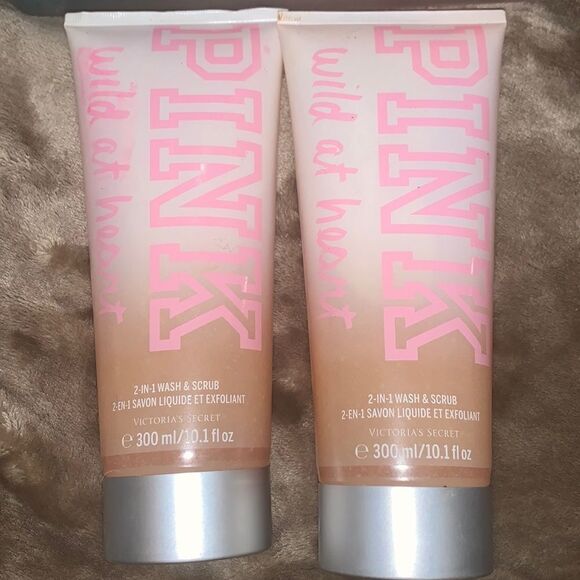 PINK
wild at heart
2-IN-1 WASH & SCRUB
2-EN-1 SAVON LIQUIDE ET EXFOLIANT
VICTORIA'S SECRET
℮ 300 ml/10.1 fl oz
PINK
wild at heart
2-IN-1 WASH & SCRUB
2-EN-1 SAVON LIQUIDE ET EXFOLIANT
VICTORIA'S SECRET
℮ 300 ml/10.1 fl oz